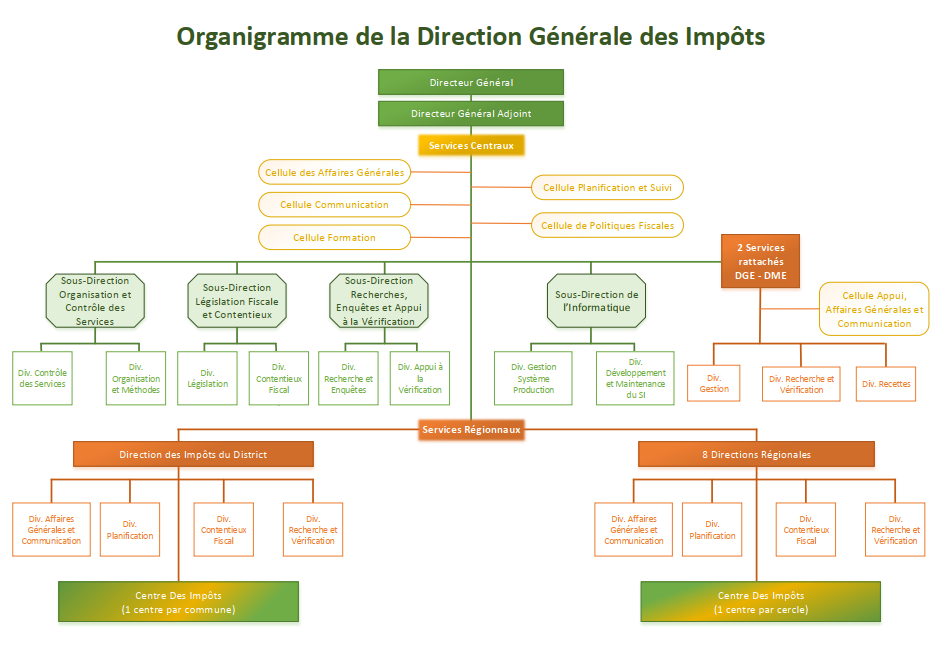 Organigramme de la Direction Générale des Impôts
Directeur Général
Directeur Général Adjoint
Services Centraux
Cellule des Affaires Générales
Cellule Planification et Suivi
Cellule Communication
Cellule de Politiques Fiscales
Cellule Formation
2 Services
rattachés
DGE - DME
Sous-Direction
Organisation et
Contrôle des
Services
Sous-Direction
Législation Fiscale
et Contentieux
Sous-Direction
Recherches,
Enquêtes et Appui
à la Vérification
Sous-Direction de
l’Informatique
Cellule Appui,
Affaires Générales et
Communication
Div. Contrôle
des Services
Div.
Organisation
et Méthodes
Div.
Législation
Div.
Contentieux
Fiscal
Div.
Recherche et
Enquêtes
Div. Appui à
la
Vérification
Div. Gestion
Système
Production
Div.
Développement
et Maintenance
du SI
Div.
Gestion
Div. Recherche et
Vérification
Div. Recettes
Services Régionnaux
Direction des Impôts du District
8 Directions Régionales
Div. Affaires
Générales et
Communication
Div.
Planification
Div.
Contentieux
Fiscal
Div.
Recherche et
Vérification
Div. Affaires
Générales et
Communication
Div.
Planification
Div.
Contentieux
Fiscal
Div.
Recherche et
Vérification
Centre Des Impôts
(1 centre par commune)
Centre Des Impôts
(1 centre par cercle)